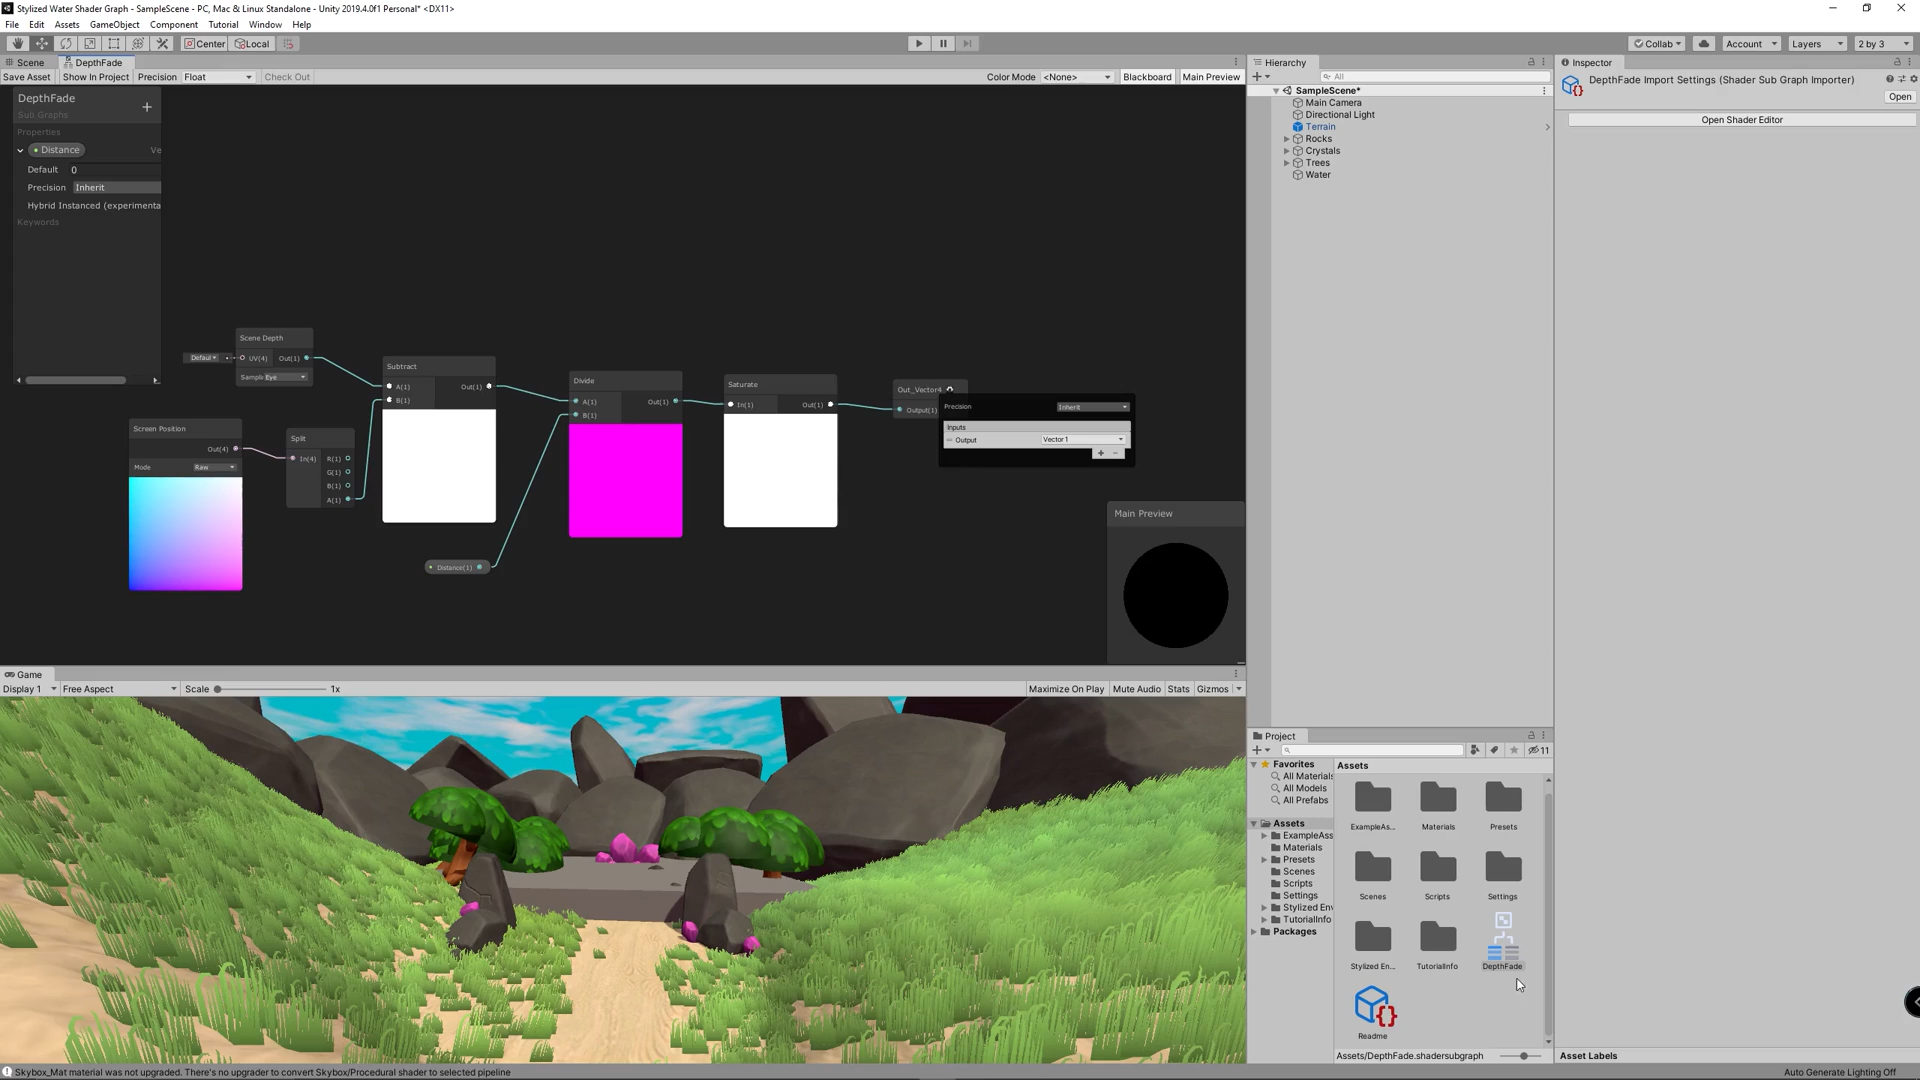 Stylized Water Shader Graph - SampleScene - PC, Mac & Linux Standalone - Unity 2019.4.0f1 Personal* <DX11>
File Edit Assets GameObject Component Tutorial Window Help
Center Local Collab Account Layers 2 by 3
Scene DepthFade
Save Asset Show In Project Precision Float Check Out Color Mode <None> Blackboard Main Preview
DepthFade
Sub Graphs
Properties
Distance Ve
Default 0
Precision Inherit
Hybrid Instanced (experimenta
Keywords
Scene Depth
Defaul UV(4) Out(1)
Sampl Eye
Screen Position
Out(4)
Mode Raw
Split
In(4) R(1)
G(1)
B(1)
A(1)
Subtract
A(1) Out(1)
B(1)
Distance(1)
Divide
A(1) Out(1)
B(1)
Saturate
In(1) Out(1)
Out_Vector4
Output(1)
Precision Inherit
Inputs
Output Vector 1
+ -
Main Preview
Game
Display 1 Free Aspect Scale 1x Maximize On Play Mute Audio Stats Gizmos
Hierarchy
All
SampleScene*
Main Camera
Directional Light
Terrain
Rocks
Crystals
Trees
Water
Inspector
DepthFade Import Settings (Shader Sub Graph Importer)
Open
Open Shader Editor
Project
11
Favorites
All Materials
All Models
All Prefabs
Assets
ExampleAss
Materials
Presets
Scenes
Scripts
Settings
Stylized Env
TutorialInfo
Packages
Assets
ExampleAs... Materials Presets
Scenes Scripts Settings
Stylized En... TutorialInfo DepthFade
Readme
Assets/DepthFade.shadersubgraph
Asset Labels
Skybox_Mat material was not upgraded. There's no upgrader to convert Skybox/Procedural shader to selected pipeline
Auto Generate Lighting Off